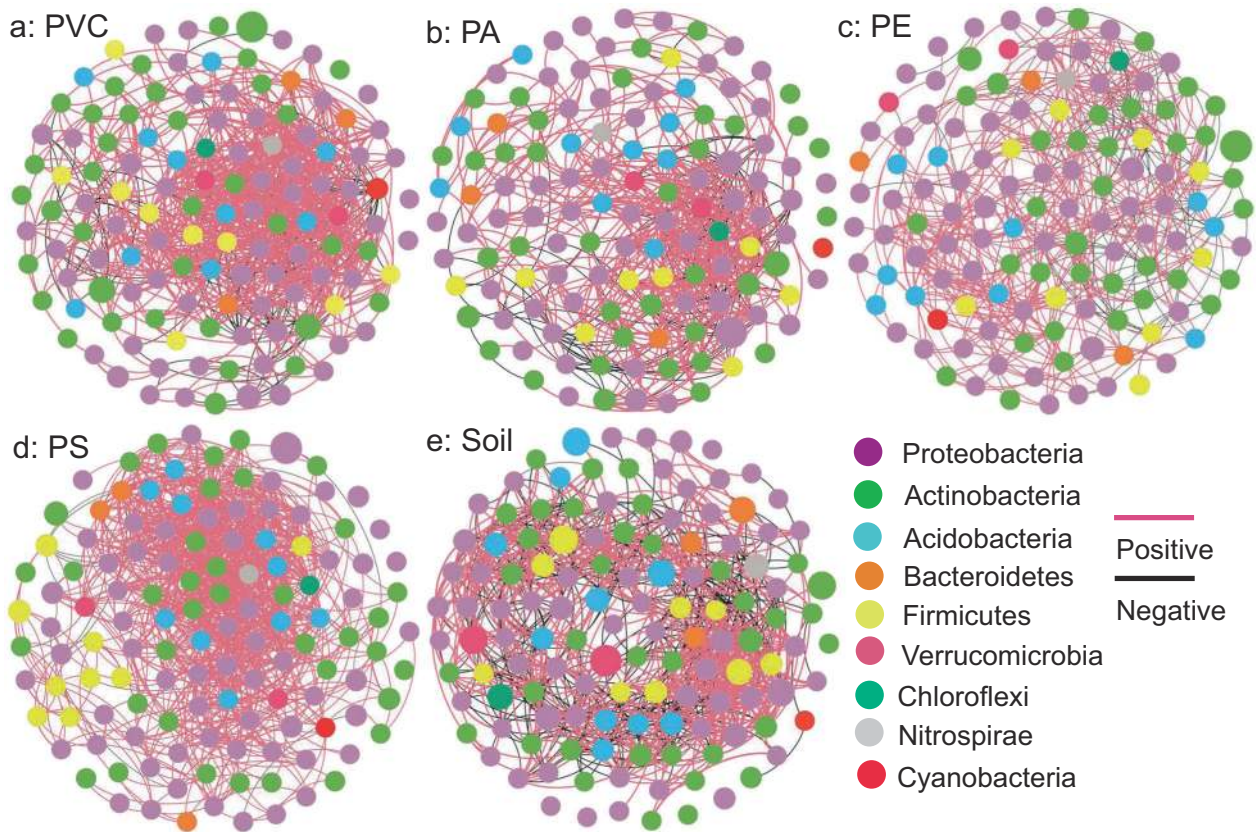 a: PVC
b: PA
c: PE
d: PS
e: Soil
Proteobacteria
Actinobacteria
Acidobacteria
Bacteroidetes
Firmicutes
Verrucomicrobia
Chloroflexi
Nitrospirae
Cyanobacteria
Positive
Negative